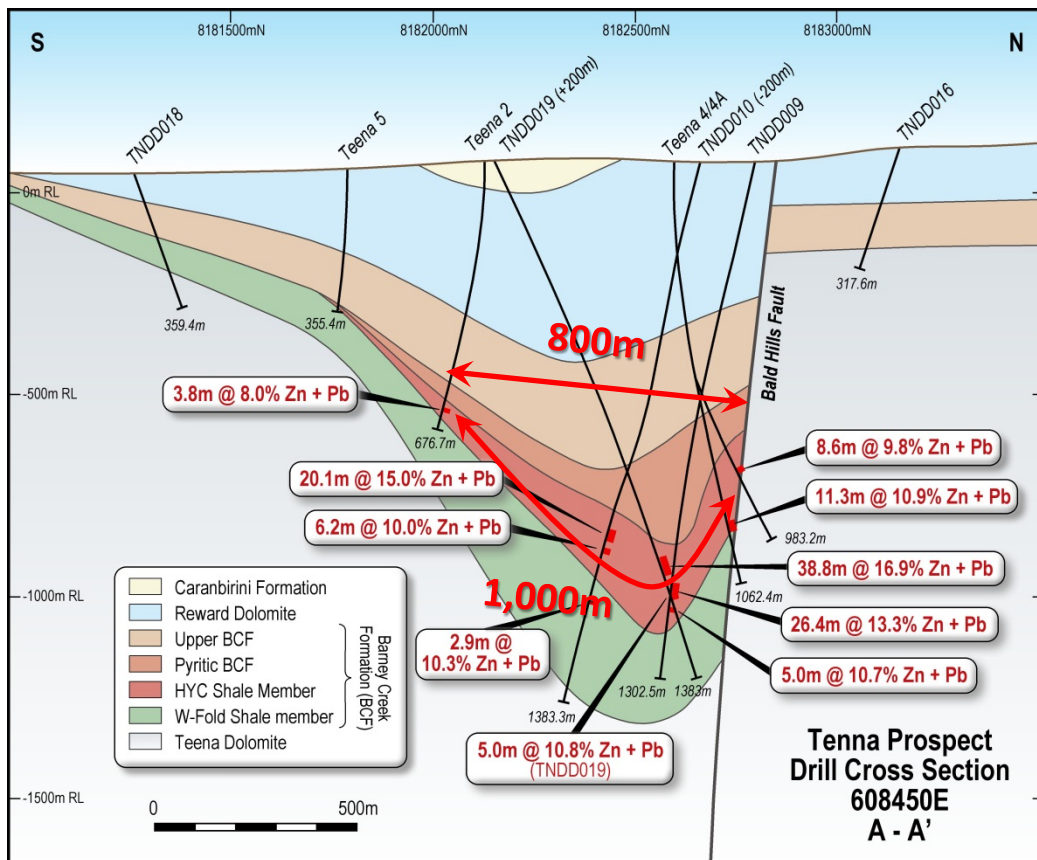 8181500mN
8182000mN
8182500mN
8183000mN
S
N
TNDD018
Teena 5
Teena 2
TNDD019 (+200m)
Teena 4/4A
TNDD010 (-200m)
TNDD009
TNDD016
0m RL
359.4m
355.4m
317.6m
800m
Bald Hills Fault
-500m RL
3.8m @ 8.0% Zn + Pb
676.7m
8.6m @ 9.8% Zn + Pb
20.1m @ 15.0% Zn + Pb
11.3m @ 10.9% Zn + Pb
6.2m @ 10.0% Zn + Pb
983.2m
38.8m @ 16.9% Zn + Pb
1062.4m
-1000m RL
1,000m
26.4m @ 13.3% Zn + Pb
2.9m @
10.3% Zn + Pb
5.0m @ 10.7% Zn + Pb
1302.5m
1383m
1383.3m
5.0m @ 10.8% Zn + Pb
(TNDD019)
Caranbirini Formation
Reward Dolomite
Upper BCF
Pyritic BCF
HYC Shale Member
W-Fold Shale member
Teena Dolomite
Barney Creek
Formation (BCF)
0
500m
-1500m RL
Tenna Prospect
Drill Cross Section
608450E
A - A'